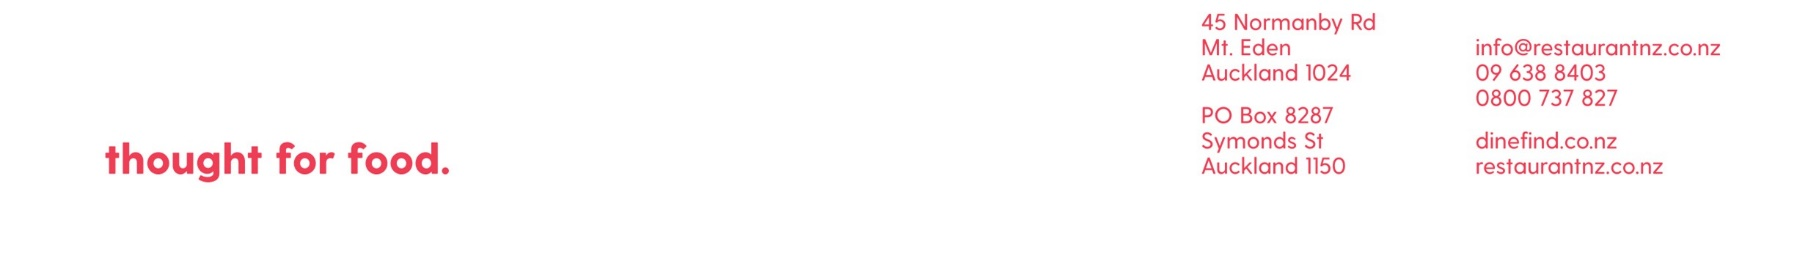 thought for food.
45 Normanby Rd
Mt. Eden
Auckland 1024
PO Box 8287
Symonds St
Auckland 1150
info@restaurantnz.co.nz
09 638 8403
0800 737 827
dinefind.co.nz
restaurantnz.co.nz